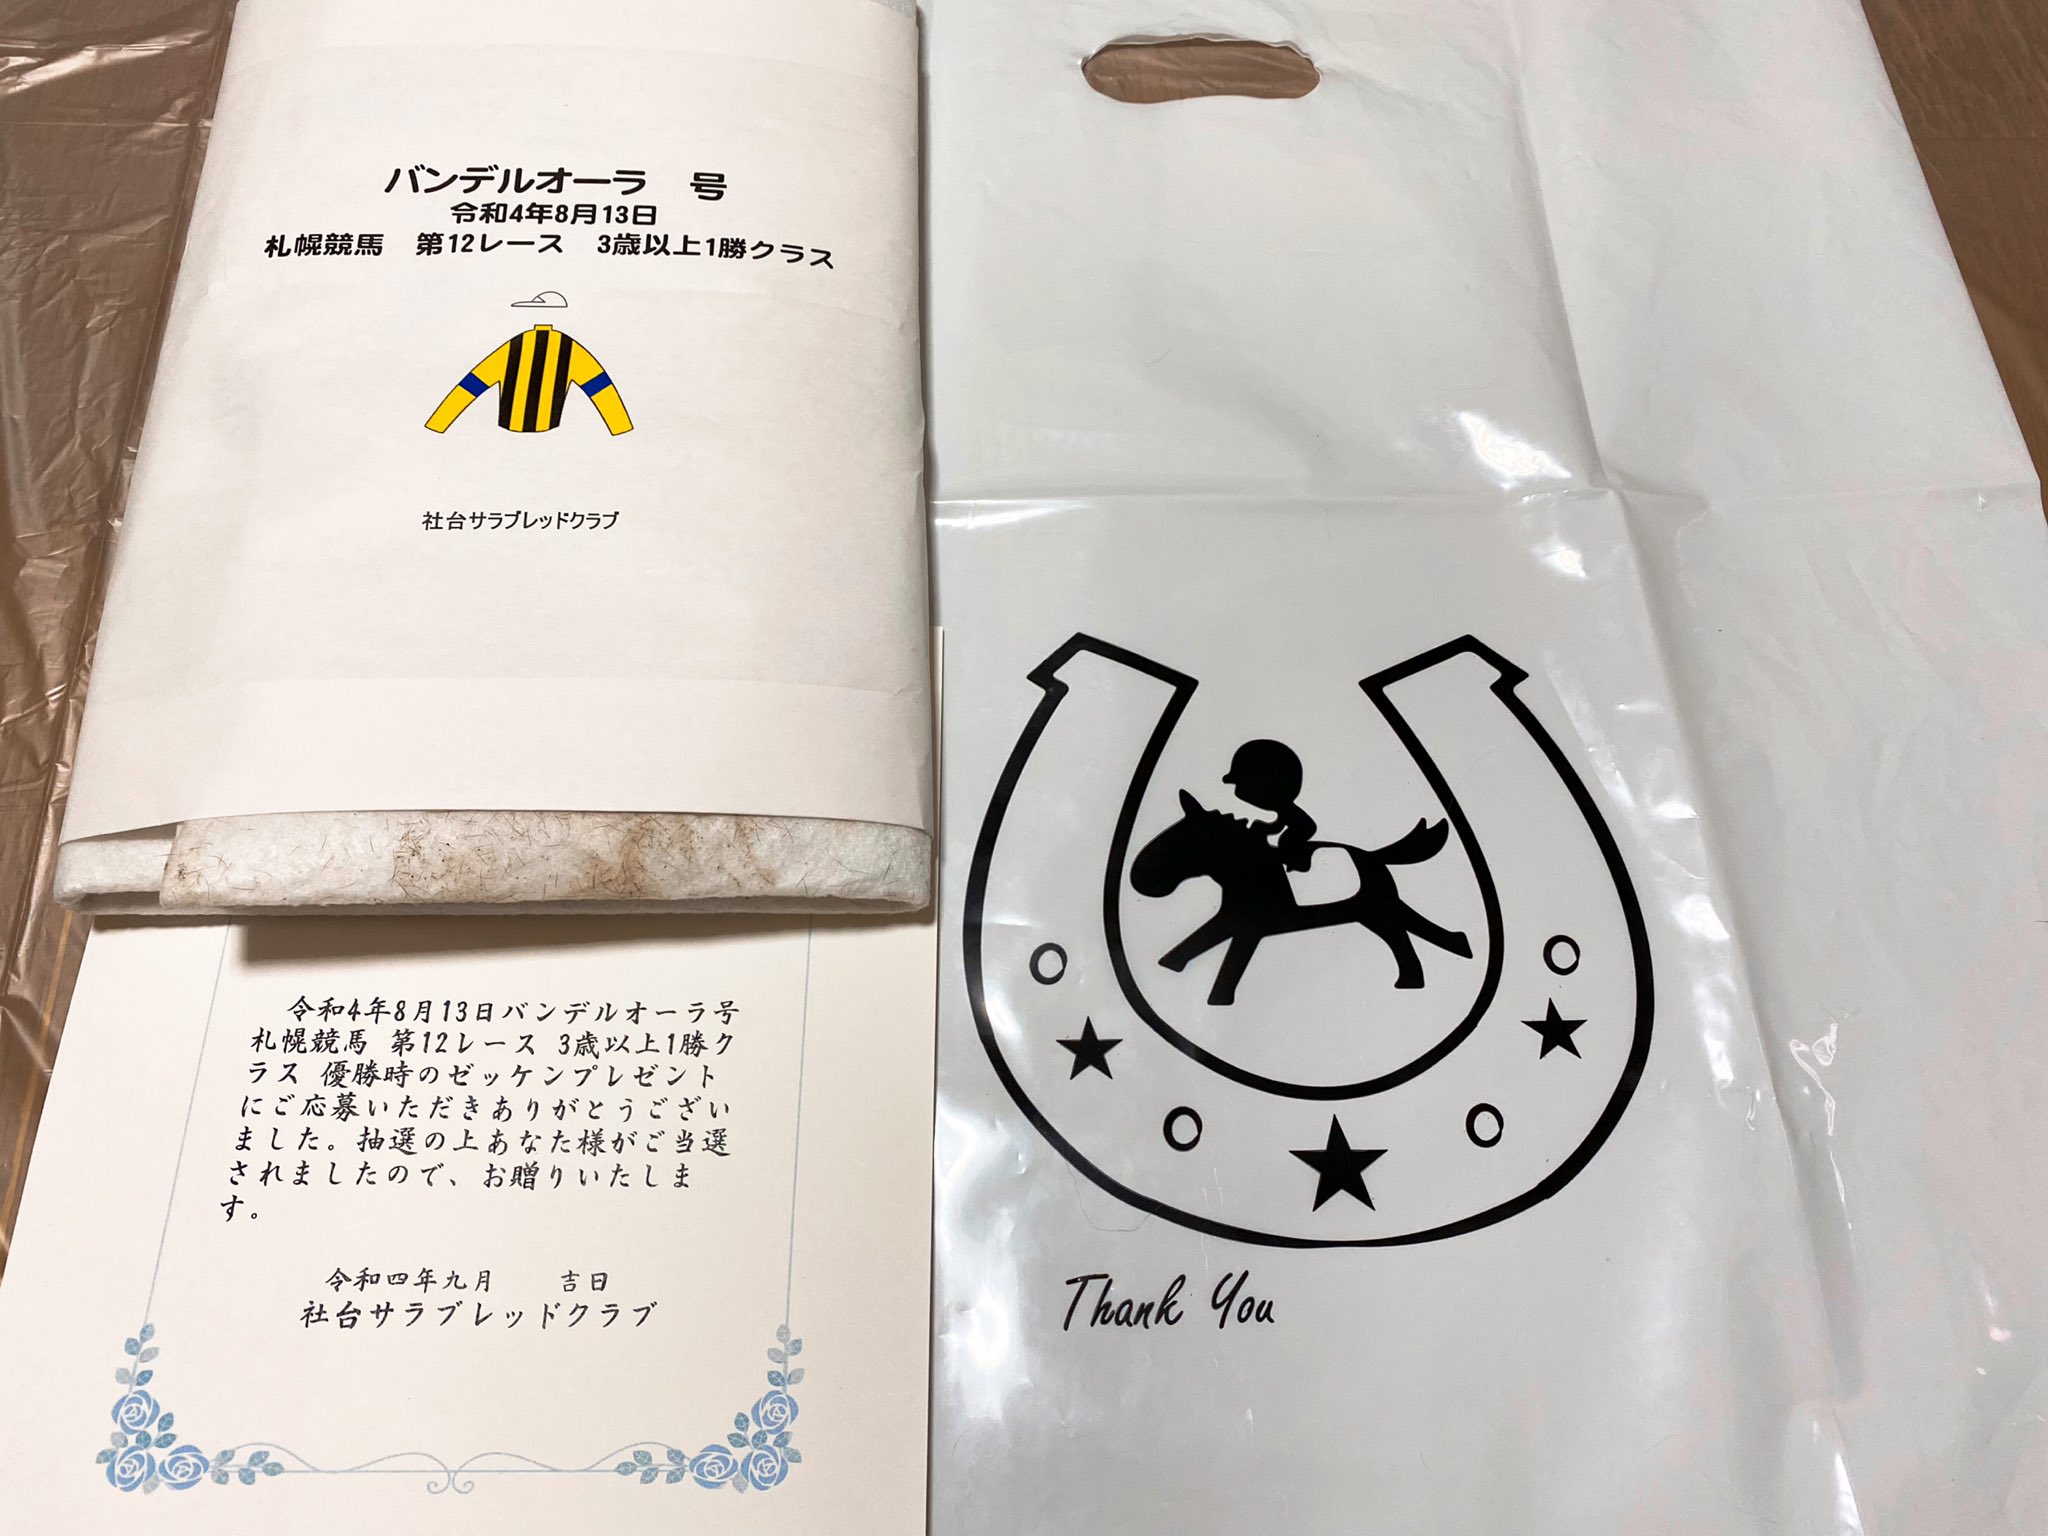 バンデルオーラ　号
令和4年8月13日
札幌競馬　第12レース　3歳以上1勝クラス
社台サラブレッドクラブ
令和4年8月13日バンデルオーラ号
札幌競馬 第12レース 3歳以上1勝ク
ラス 優勝時のゼッケンプレゼント
にご応募いただきありがとうござい
ました。抽選の上あなた様がご当選
されましたので、お贈りいたしま
す。
令和四年九月　　吉日
社台サラブレッドクラブ
Thank You